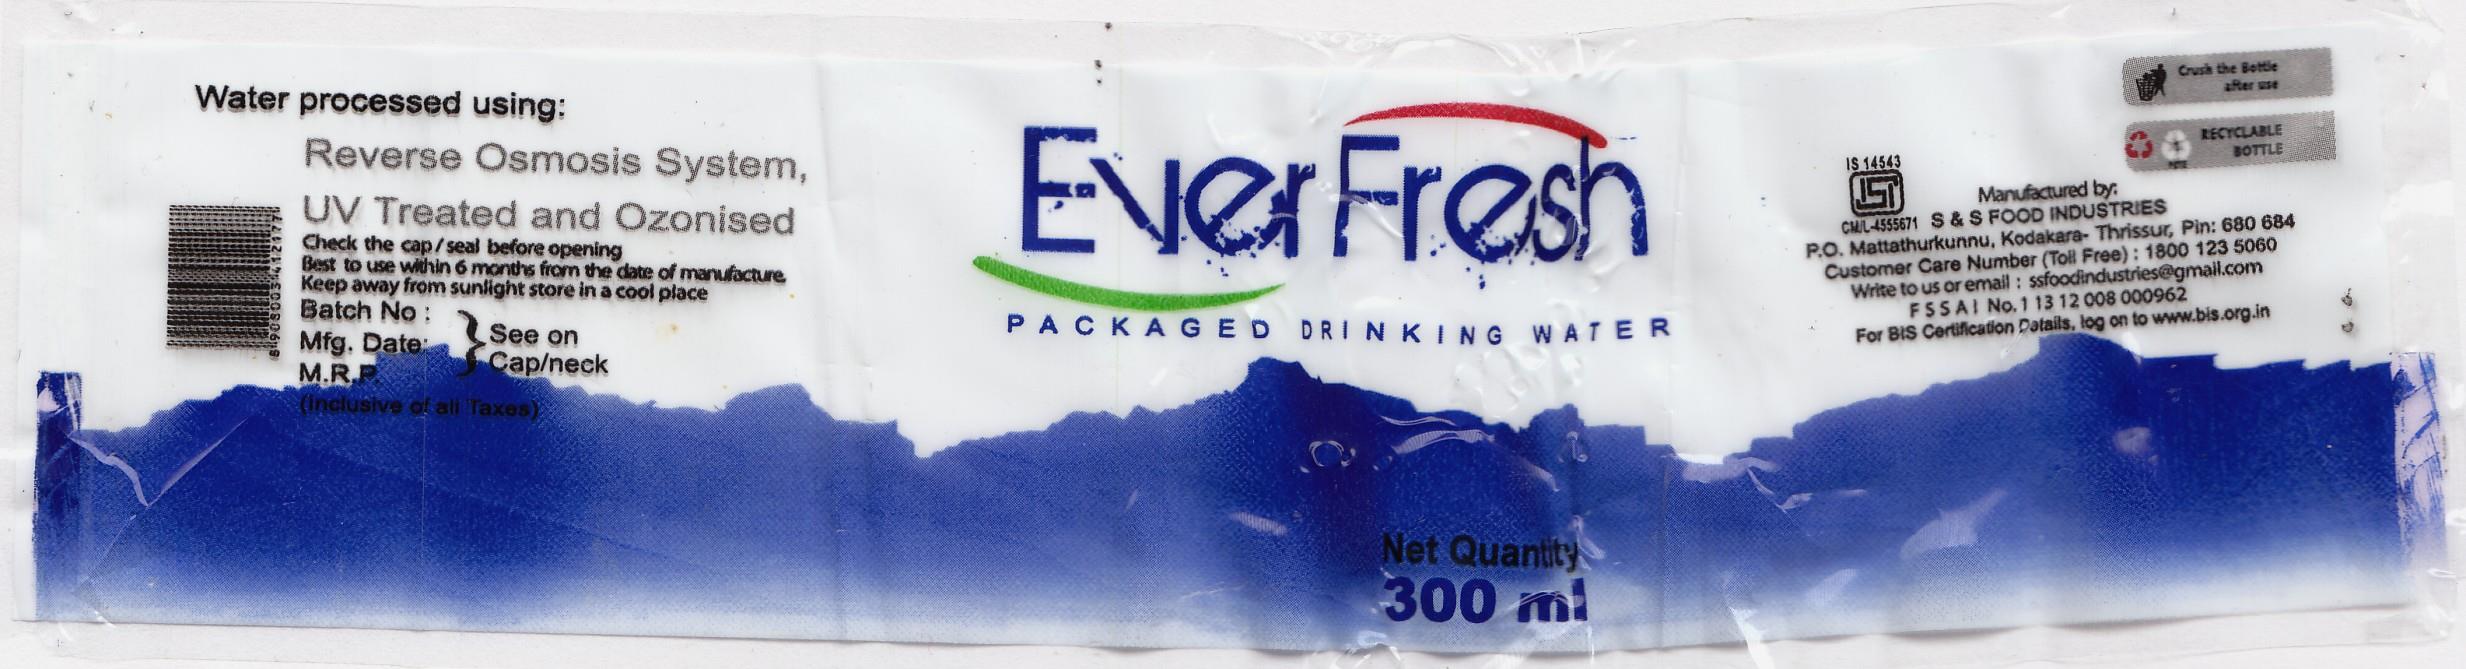 Water processed using:
Reverse Osmosis System,
UV Treated and Ozonised
Check the cap/seal before opening
Best to use within 6 months from the date of manufacture.
Keep away from sunlight store in a cool place
Batch No :
Mfg. Date:
M.R.P.
(Inclusive of all Taxes)
See on
Cap/neck
EverFresh
PACKAGED DRINKING WATER
Net Quantity
300 ml
Crush the Bottle
after use
RECYCLABLE
BOTTLE
IS 14543
ISI
CM/L-4555671
Manufactured by:
S & S FOOD INDUSTRIES
P.O. Mattathurkunnu, Kodakara- Thrissur, Pin: 680 684
Customer Care Number (Toll Free) : 1800 123 5060
Write to us or email : ssfoodindustries@gmail.com
F S S A I No. 1 13 12 008 000962
For BIS Certification Datails, log on to www.bis.org.in